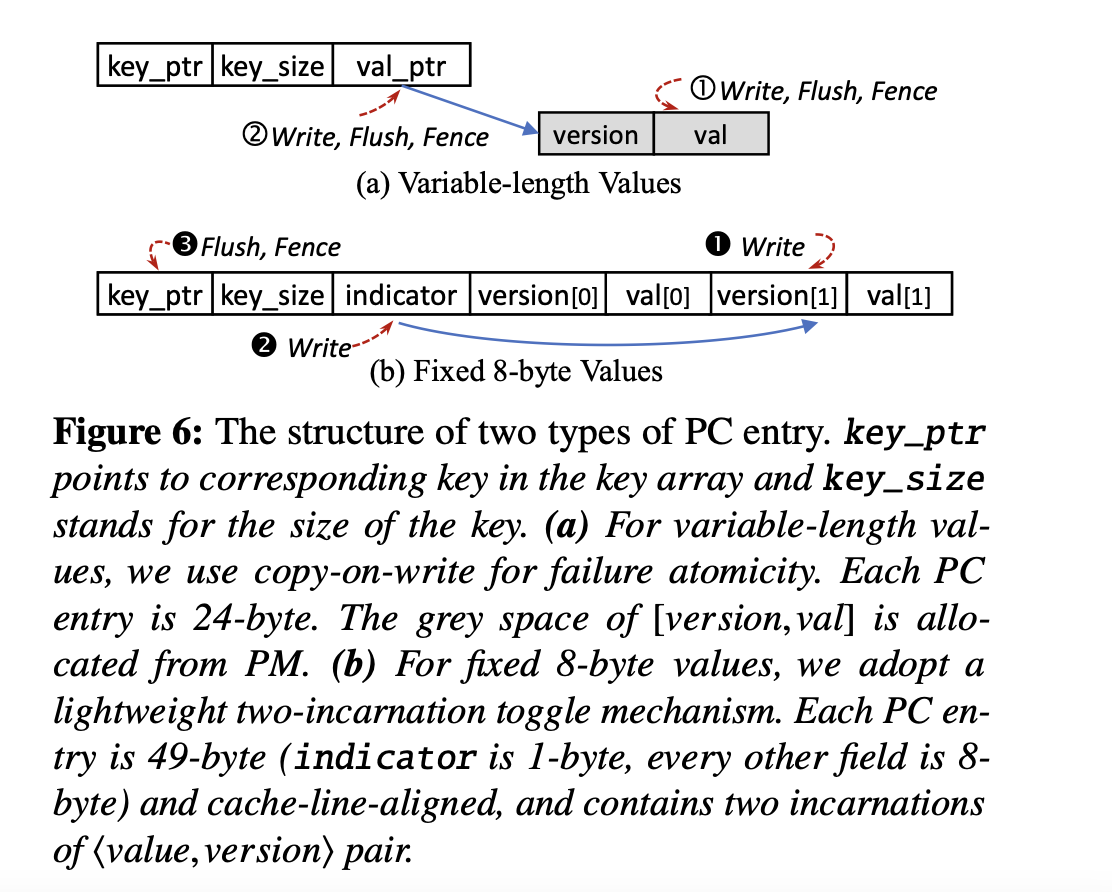 key_ptr key_size val_ptr
① Write, Flush, Fence
② Write, Flush, Fence
version val
(a) Variable-length Values
❸ Flush, Fence ❶ Write
key_ptr key_size indicator version[0] val[0] version[1] val[1]
❷ Write
(b) Fixed 8-byte Values
Figure 6: The structure of two types of PC entry. key_ptr
points to corresponding key in the key array and key_size
stands for the size of the key. (a) For variable-length val-
ues, we use copy-on-write for failure atomicity. Each PC
entry is 24-byte. The grey space of [version,val] is allo-
cated from PM. (b) For fixed 8-byte values, we adopt a
lightweight two-incarnation toggle mechanism. Each PC en-
try is 49-byte (indicator is 1-byte, every other field is 8-
byte) and cache-line-aligned, and contains two incarnations
of ⟨value,version⟩ pair.